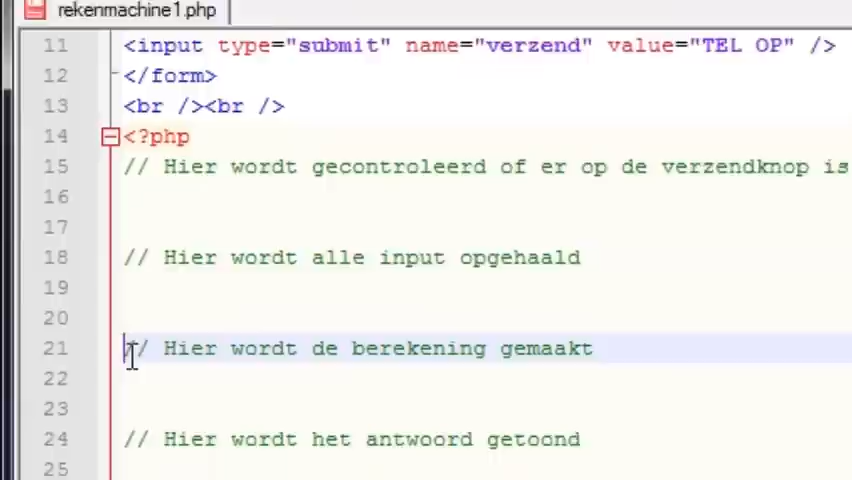 rekenmachine1.php
11 <input type="submit" name="verzend" value="TEL OP" />
12 </form>
13 <br /><br />
14 <?php
15 // Hier wordt gecontroleerd of er op de verzendknop is
16
17
18 // Hier wordt alle input opgehaald
19
20
21 // Hier wordt de berekening gemaakt
22
23
24 // Hier wordt het antwoord getoond
25